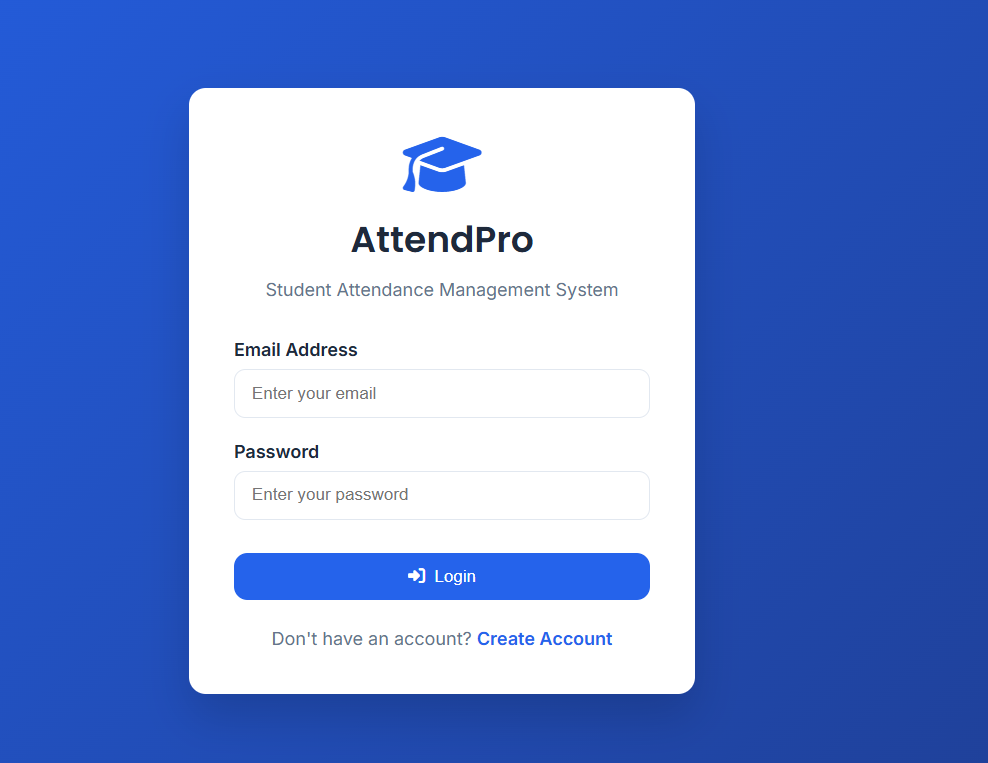 AttendPro
Student Attendance Management System
Email Address
Enter your email
Password
Enter your password
Login
Don't have an account? Create Account